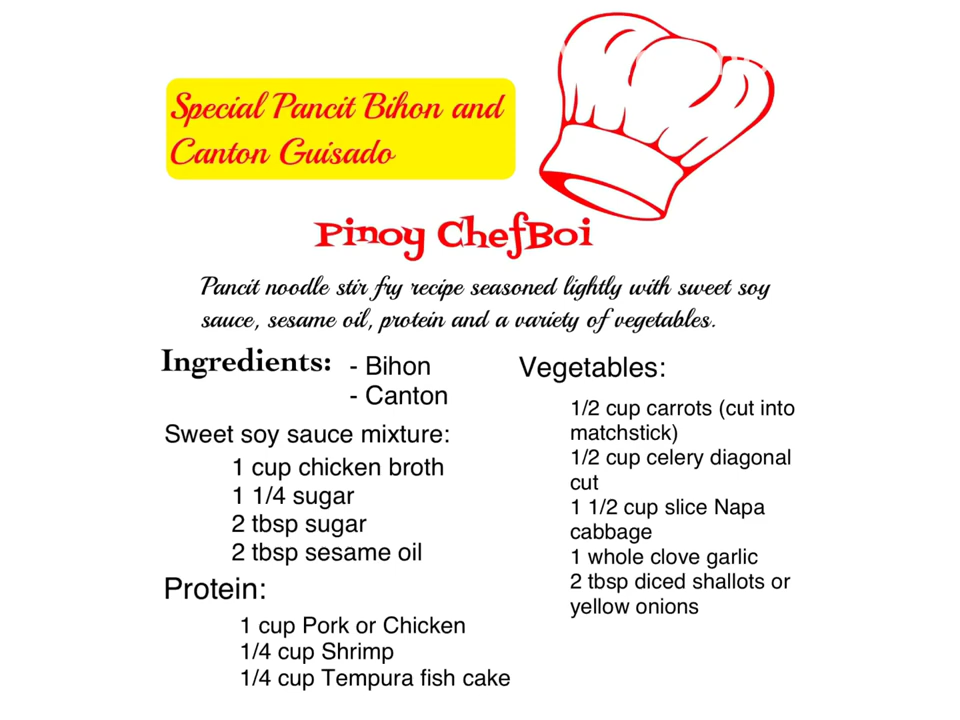 Special Pancit Bihon and
Canton Guisado
Pinoy ChefBoi
Pancit noodle stir fry recipe seasoned lightly with sweet soy
sauce, sesame oil, protein and a variety of vegetables.
Ingredients:
- Bihon
- Canton
Sweet soy sauce mixture:
1 cup chicken broth
1 1/4 sugar
2 tbsp sugar
2 tbsp sesame oil
Protein:
1 cup Pork or Chicken
1/4 cup Shrimp
1/4 cup Tempura fish cake
Vegetables:
1/2 cup carrots (cut into
matchstick)
1/2 cup celery diagonal
cut
1 1/2 cup slice Napa
cabbage
1 whole clove garlic
2 tbsp diced shallots or
yellow onions